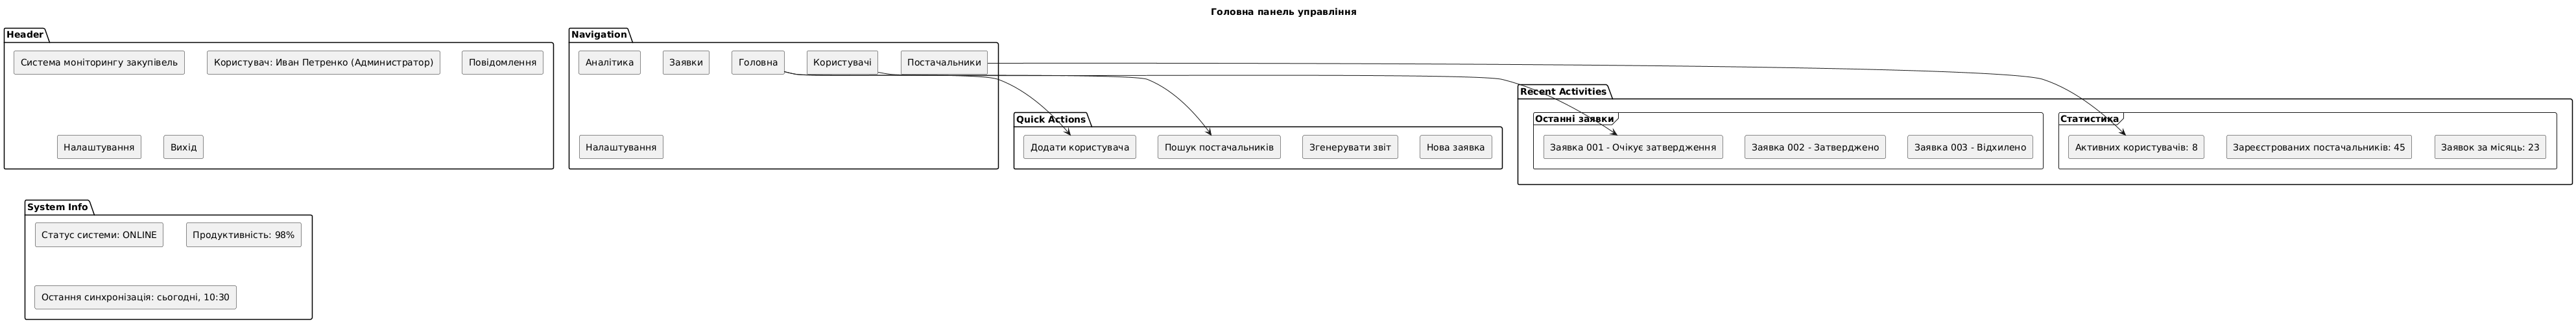 Головна панель управління
Header
Система моніторингу закупівель
Користувач: Иван Петренко (Администратор)
Повідомлення
Налаштування
Вихід
Navigation
Аналітика
Заявки
Головна
Користувачі
Постачальники
Налаштування
Quick Actions
Додати користувача
Пошук постачальників
Згенерувати звіт
Нова заявка
Recent Activities
Останні заявки
Заявка 001 - Очікує затвердження
Заявка 002 - Затверджено
Заявка 003 - Відхилено
Статистика
Активних користувачів: 8
Зареєстрованих постачальників: 45
Заявок за місяць: 23
System Info
Статус системи: ONLINE
Продуктивність: 98%
Остання синхронізація: сьогодні, 10:30